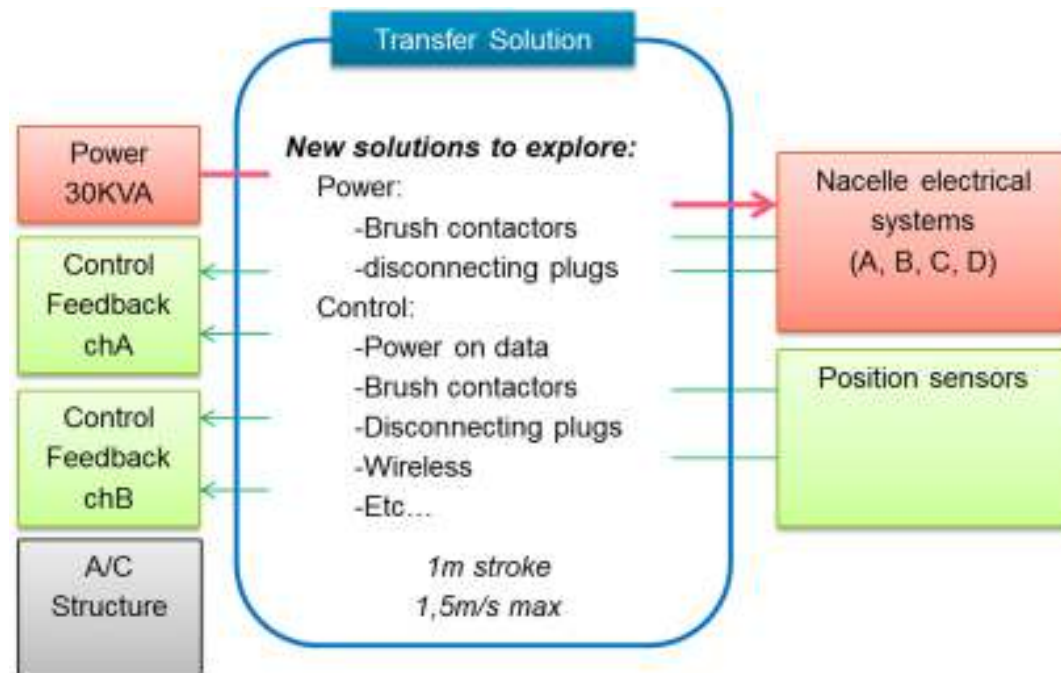 Transfer Solution
Power
30KVA
Control
Feedback
chA
Control
Feedback
chB
A/C
Structure
New solutions to explore:
Power:
-Brush contactors
-disconnecting plugs
Control:
-Power on data
-Brush contactors
-Disconnecting plugs
-Wireless
-Etc...
1m stroke
1,5m/s max
Nacelle electrical
systems
(A, B, C, D)
Position sensors